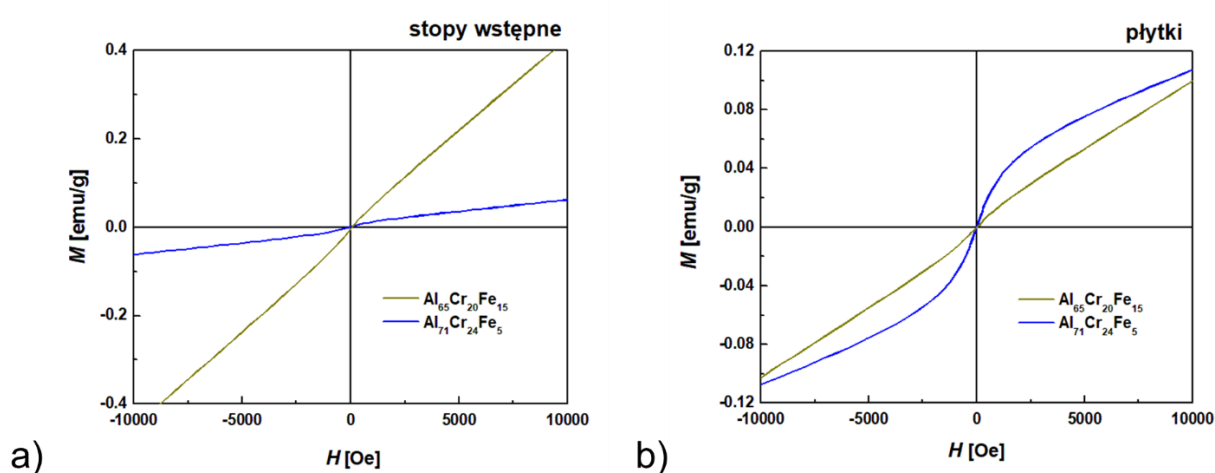 stopy wstępne
0.4
0.2
0.0
-0.2
-0.4
M [emu/g]
Al65Cr20Fe15
Al71Cr24Fe5
-10000 -5000 0 5000 10000
H [Oe]
a)
płytki
0.12
0.08
0.04
0.00
-0.04
-0.08
-0.12
M [emu/g]
Al65Cr20Fe15
Al71Cr24Fe5
-10000 -5000 0 5000 10000
H [Oe]
b)